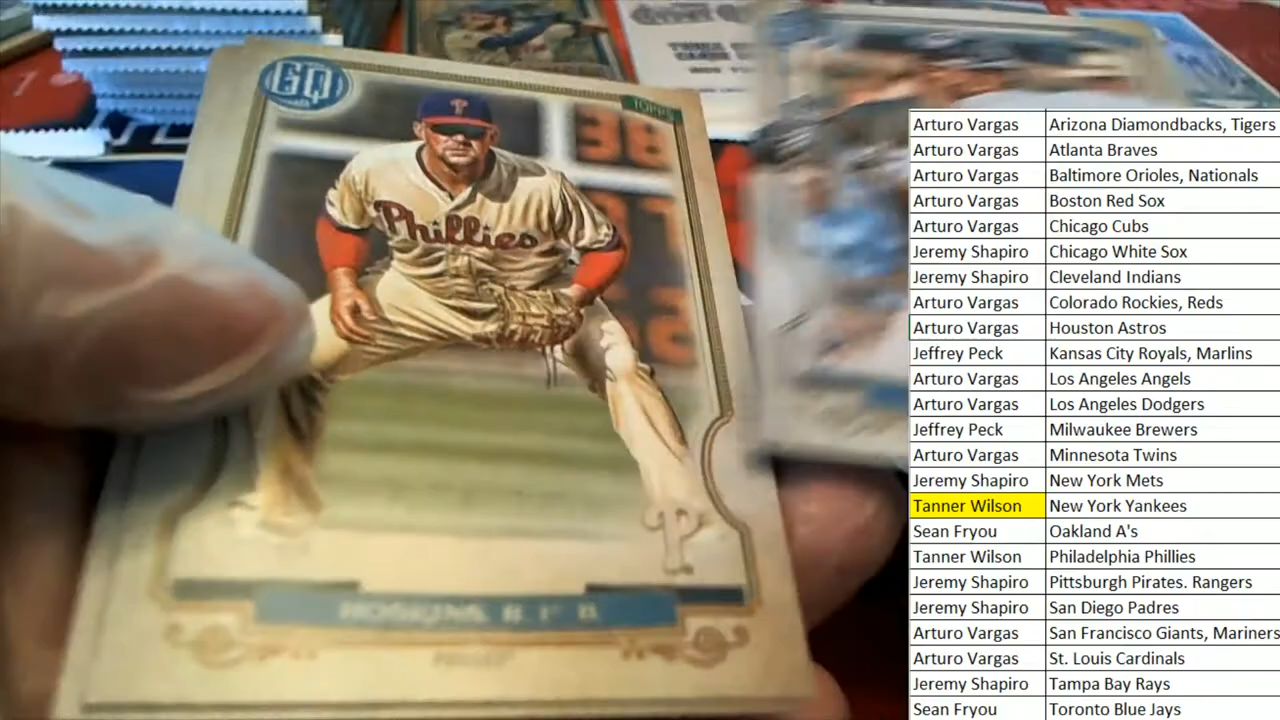 GQ
TOPPS
38
Phillies
P
HOSKINS, R. 1ST B.
Arturo Vargas Arizona Diamondbacks, Tigers
Arturo Vargas Atlanta Braves
Arturo Vargas Baltimore Orioles, Nationals
Arturo Vargas Boston Red Sox
Arturo Vargas Chicago Cubs
Jeremy Shapiro Chicago White Sox
Jeremy Shapiro Cleveland Indians
Arturo Vargas Colorado Rockies, Reds
Arturo Vargas Houston Astros
Jeffrey Peck Kansas City Royals, Marlins
Arturo Vargas Los Angeles Angels
Arturo Vargas Los Angeles Dodgers
Jeffrey Peck Milwaukee Brewers
Arturo Vargas Minnesota Twins
Jeremy Shapiro New York Mets
Tanner Wilson New York Yankees
Sean Fryou Oakland A's
Tanner Wilson Philadelphia Phillies
Jeremy Shapiro Pittsburgh Pirates. Rangers
Jeremy Shapiro San Diego Padres
Arturo Vargas San Francisco Giants, Mariners
Arturo Vargas St. Louis Cardinals
Jeremy Shapiro Tampa Bay Rays
Sean Fryou Toronto Blue Jays